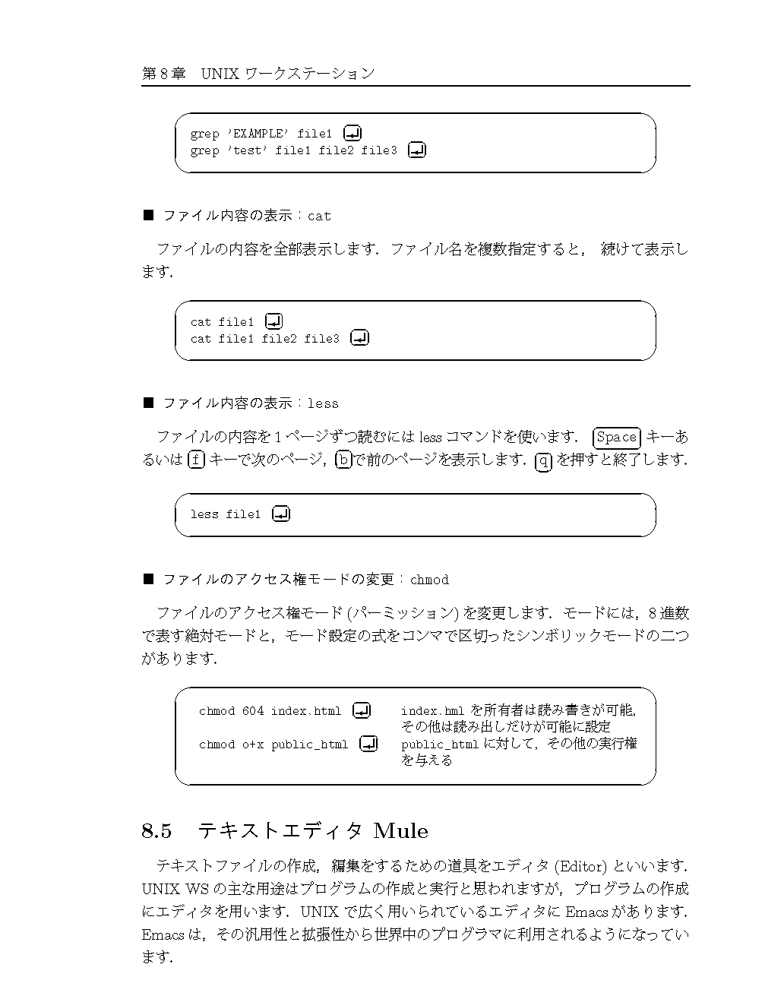 第 8 章　UNIX ワークステーション
grep 'EXAMPLE' file1 ↵
grep 'test' file1 file2 file3 ↵
■ ファイル内容の表示：cat
ファイルの内容を全部表示します．ファイル名を複数指定すると， 続けて表示し
ます．
cat file1 ↵
cat file1 file2 file3 ↵
■ ファイル内容の表示：less
ファイルの内容を 1 ページずつ読むには less コマンドを使います． Space キーあ
るいは f キーで次のページ， b で前のページを表示します． q を押すと終了します．
less file1 ↵
■ ファイルのアクセス権モードの変更：chmod
ファイルのアクセス権モード (パーミッション) を変更します．モードには，8 進数
で表す絶対モードと，モード設定の式をコンマで区切ったシンボリックモードの二つ
があります．
chmod 604 index.html ↵ index.hml を所有者は読み書きが可能，
その他は読み出しだけが可能に設定
chmod o+x public_html ↵ public_html に対して，その他の実行権
を与える
8.5　テキストエディタ Mule
テキストファイルの作成，編集をするための道具をエディタ (Editor) といいます．
UNIX WS の主な用途はプログラムの作成と実行と思われますが，プログラムの作成
にエディタを用います．UNIX で広く用いられているエディタに Emacs があります．
Emacs は，その汎用性と拡張性から世界中のプログラマに利用されるようになってい
ます．